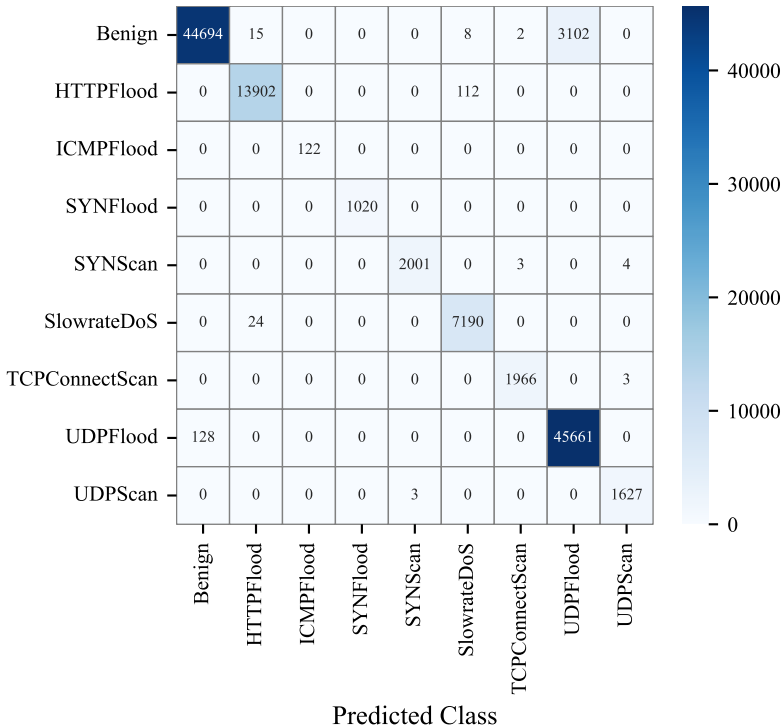 Benign 44694 15 0 0 0 8 2 3102 0
HTTPFlood 0 13902 0 0 0 112 0 0 0
ICMPFlood 0 0 122 0 0 0 0 0 0
SYNFlood 0 0 0 1020 0 0 0 0 0
SYNScan 0 0 0 0 2001 0 3 0 4
SlowrateDoS 0 24 0 0 0 7190 0 0 0
TCPConnectScan 0 0 0 0 0 0 1966 0 3
UDPFlood 128 0 0 0 0 0 0 45661 0
UDPScan 0 0 0 0 3 0 0 0 1627
40000
30000
20000
10000
0
Benign
HTTPFlood
ICMPFlood
SYNFlood
SYNScan
SlowrateDoS
TCPConnectScan
UDPFlood
UDPScan
Predicted Class